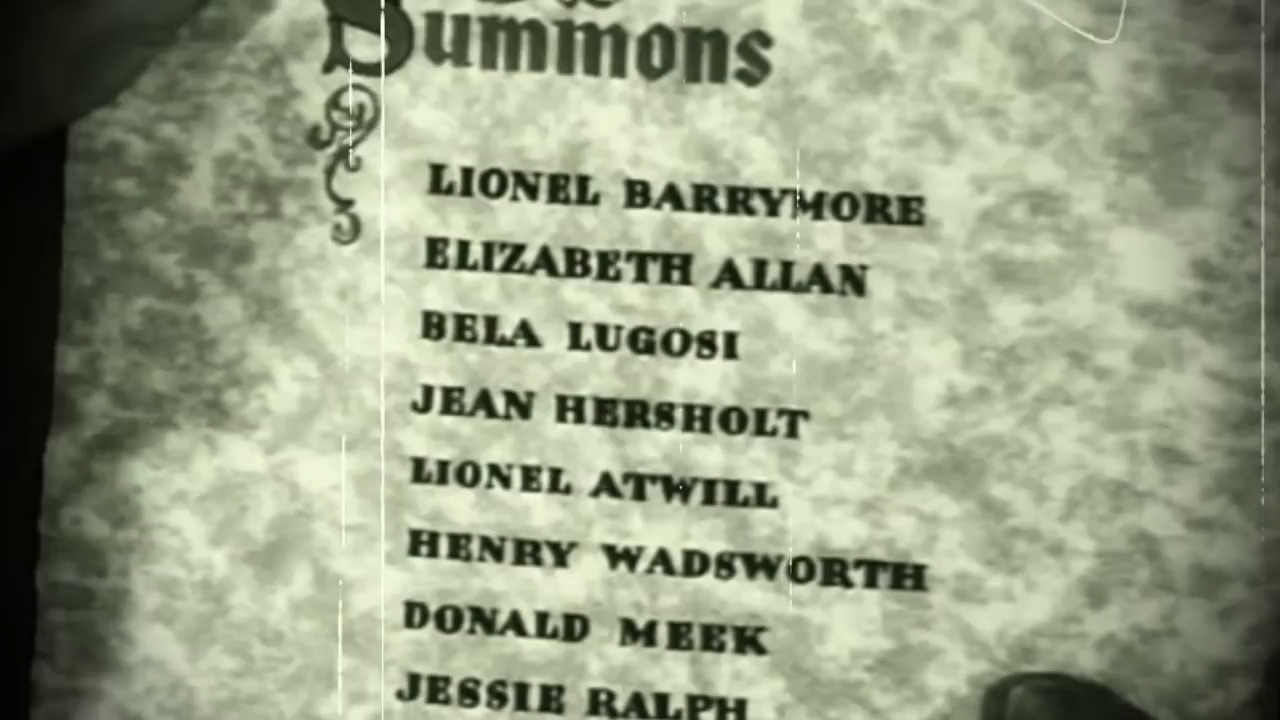 Summons
LIONEL BARRYMORE
ELIZABETH ALLAN
BELA LUGOSI
JEAN HERSHOLT
LIONEL ATWILL
HENRY WADSWORTH
DONALD MEEK
JESSIE RALPH